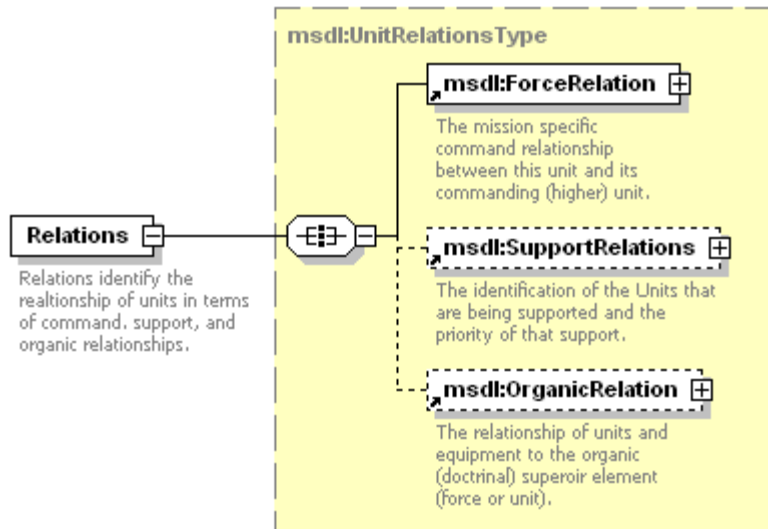 msdl:UnitRelationsType
msdl:ForceRelation
The mission specific
command relationship
between this unit and its
commanding (higher) unit.
Relations
Relations identify the
realtionship of units in terms
of command. support, and
organic relationships.
msdl:SupportRelations
The identification of the Units that
are being supported and the
priority of that support.
msdl:OrganicRelation
The relationship of units and
equipment to the organic
(doctrinal) superoir element
(force or unit).